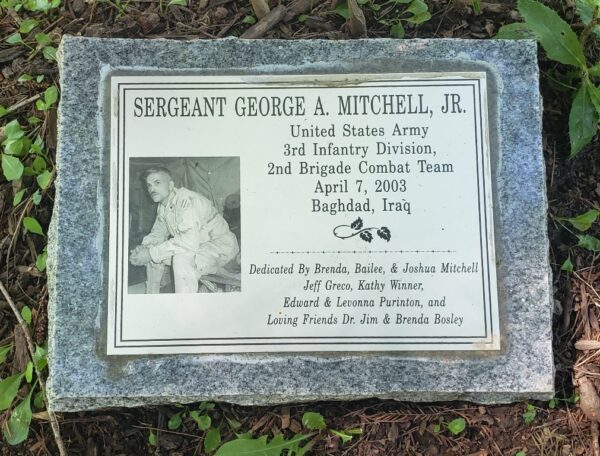 SERGEANT GEORGE A. MITCHELL, JR.
United States Army
3rd Infantry Division,
2nd Brigade Combat Team
April 7, 2003
Baghdad, Iraq
Dedicated By Brenda, Bailee, & Joshua Mitchell
Jeff Greco, Kathy Winner,
Edward & Levonna Purinton, and
Loving Friends Dr. Jim & Brenda Bosley